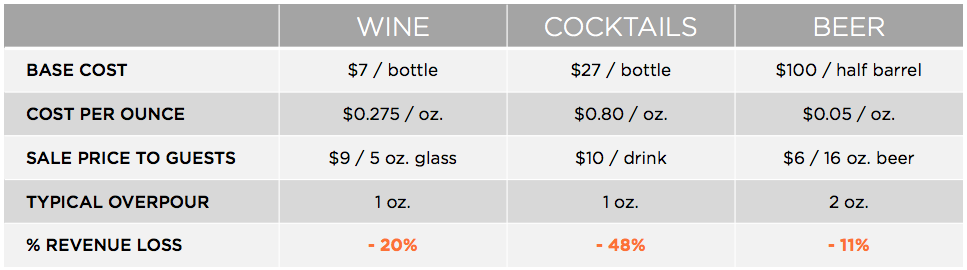 WINE COCKTAILS BEER
BASE COST $7 / bottle $27 / bottle $100 / half barrel
COST PER OUNCE $0.275 / oz. $0.80 / oz. $0.05 / oz.
SALE PRICE TO GUESTS $9 / 5 oz. glass $10 / drink $6 / 16 oz. beer
TYPICAL OVERPOUR 1 oz. 1 oz. 2 oz.
% REVENUE LOSS - 20% - 48% - 11%